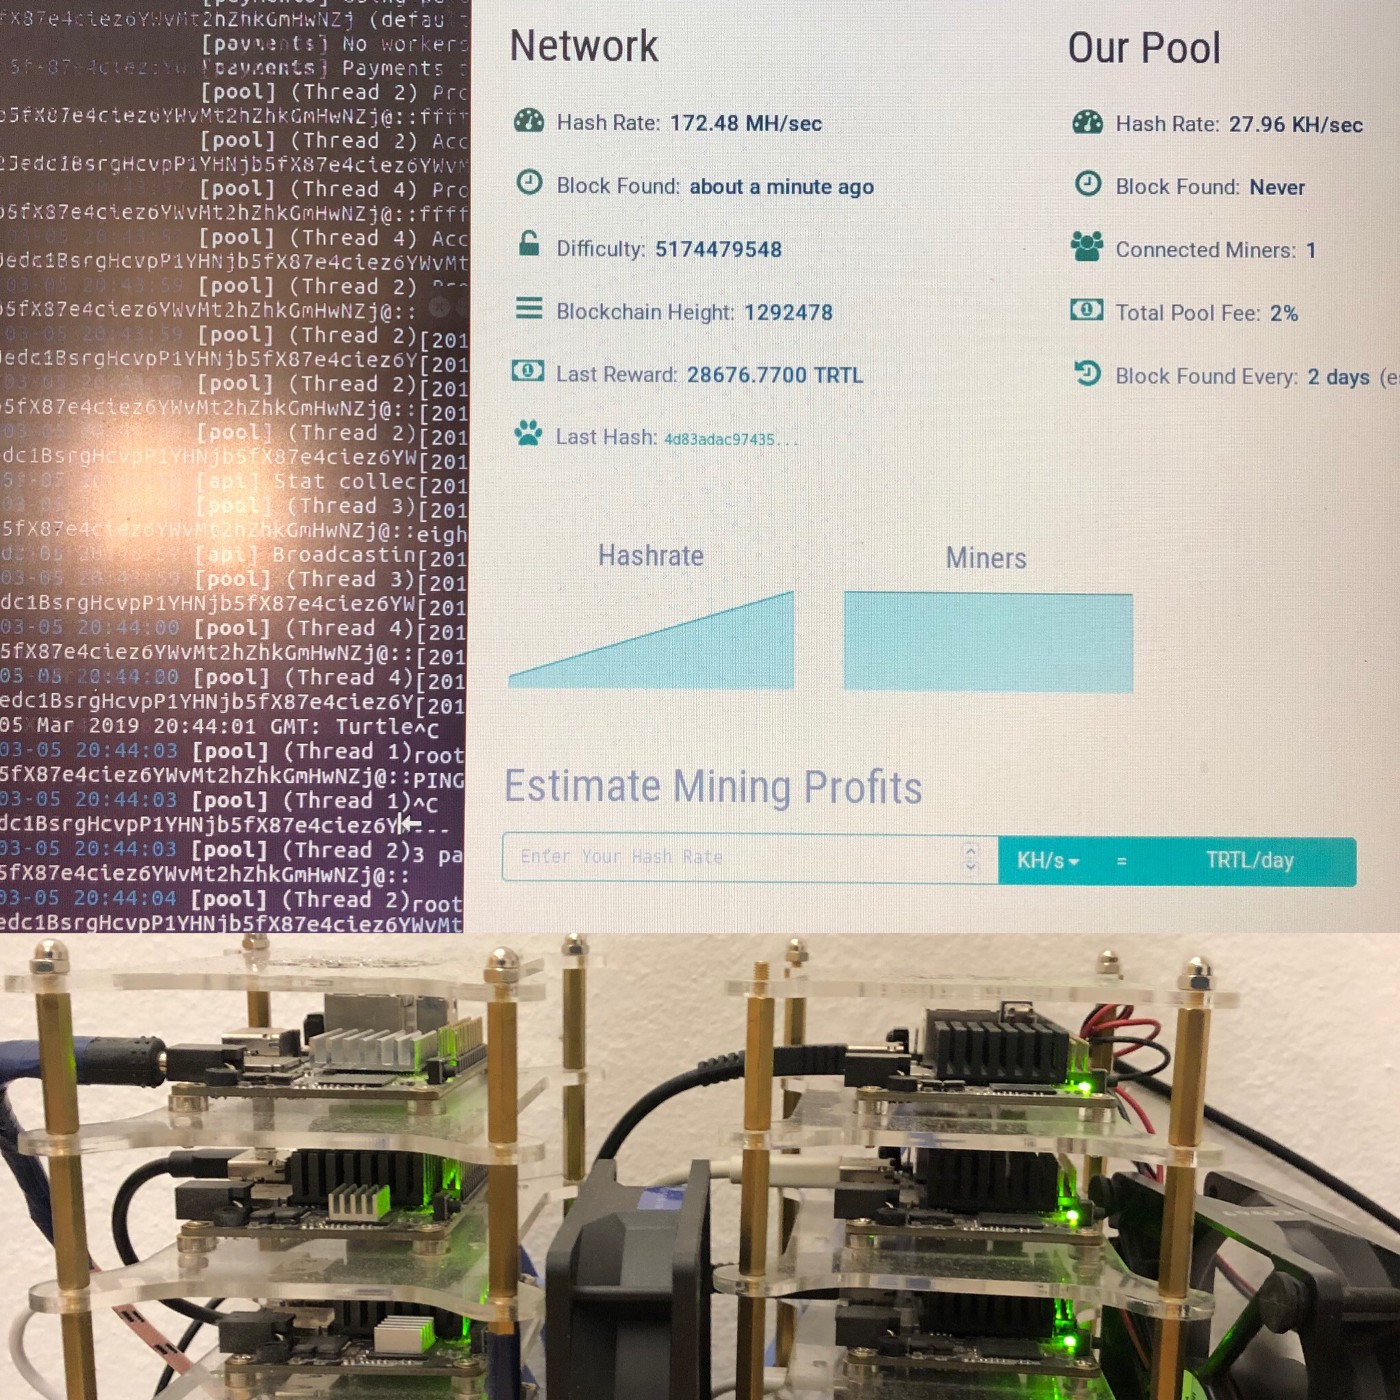 fX87e4ciez6YWvMt2hZhkGmHwNZj (defau
[payments] No workers
[payments] Payments
[pool] (Thread 2) Prc
5fX87e4ciez6YWvMt2hZhkGmHwNZj@::ffff
[pool] (Thread 2) Acc
Jedc1BsrgHcvpP1YHNjb5fX87e4ciez6YWvM
[pool] (Thread 4) Prc
5fX87e4ciez6YWvMt2hZhkGmHwNZj@::ffff
[pool] (Thread 4) Acc
Jedc1BsrgHcvpP1YHNjb5fX87e4ciez6YWvMt
[pool] (Thread 2)
5fX87e4ciez6YWvMt2hZhkGmHwNZj@::
03-05 20:43:59 [pool] (Thread 2)[201
Jedc1BsrgHcvpP1YHNjb5fX87e4ciez6Y[201
[pool] (Thread 2)[201
5fX87e4ciez6YWvMt2hZhkGmHwNZj@::[201
[pool] (Thread 2)[201
dc1BsrgHcvpP1YHNjb5fX87e4ciez6YW[201
[api] Stat collec[201
[pool] (Thread 3)[201
5fX87e4ciez6YWvMt2hZhkGmHwNZj@::eigh
[api] Broadcastin[201
[pool] (Thread 3)[201
dc1BsrgHcvpP1YHNjb5fX87e4ciez6YW[201
03-05 20:44:00 [pool] (Thread 4)[201
5fX87e4ciez6YWvMt2hZhkGmHwNZj@::[201
03-05 20:44:00 [pool] (Thread 4)[201
edc1BsrgHcvpP1YHNjb5fX87e4ciez6Y[201
05 Mar 2019 20:44:01 GMT: Turtle^C
03-05 20:44:03 [pool] (Thread 1)root
5fX87e4ciez6YWvMt2hZhkGmHwNZj@::PING
03-05 20:44:03 [pool] (Thread 1)^C
dc1BsrgHcvpP1YHNjb5fX87e4ciez6Y---
03-05 20:44:03 [pool] (Thread 2)3 pa
5fX87e4ciez6YWvMt2hZhkGmHwNZj@::
03-05 20:44:04 [pool] (Thread 2)root
edc1BsrgHcvpP1YHNjb5fX87e4ciez6YWvMt
Network
Hash Rate: 172.48 MH/sec
Block Found: about a minute ago
Difficulty: 5174479548
Blockchain Height: 1292478
Last Reward: 28676.7700 TRTL
Last Hash: 4d83adac97435...
Our Pool
Hash Rate: 27.96 KH/sec
Block Found: Never
Connected Miners: 1
Total Pool Fee: 2%
Block Found Every: 2 days (es
Hashrate
Miners
Estimate Mining Profits
Enter Your Hash Rate
KH/s = TRTL/day